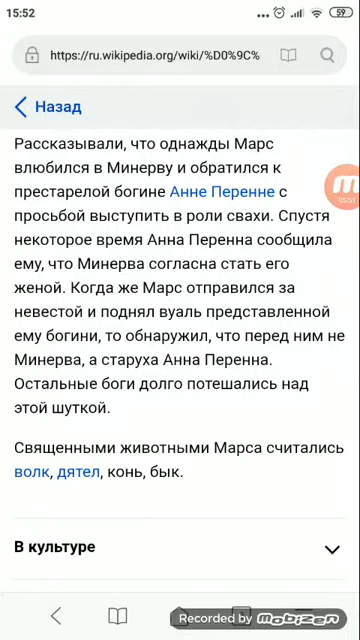 15:52
... 59
https://ru.wikipedia.org/wiki/%D0%9C%
Назад
Рассказывали, что однажды Марс
влюбился в Минерву и обратился к
престарелой богине Анне Перенне с
просьбой выступить в роли свахи. Спустя
некоторое время Анна Перенна сообщила
ему, что Минерва согласна стать его
женой. Когда же Марс отправился за
невестой и поднял вуаль представленной
ему богини, то обнаружил, что перед ним не
Минерва, а старуха Анна Перенна.
Остальные боги долго потешались над
этой шуткой.
Священными животными Марса считались
волк, дятел, конь, бык.
В культуре
Recorded by Mobizen